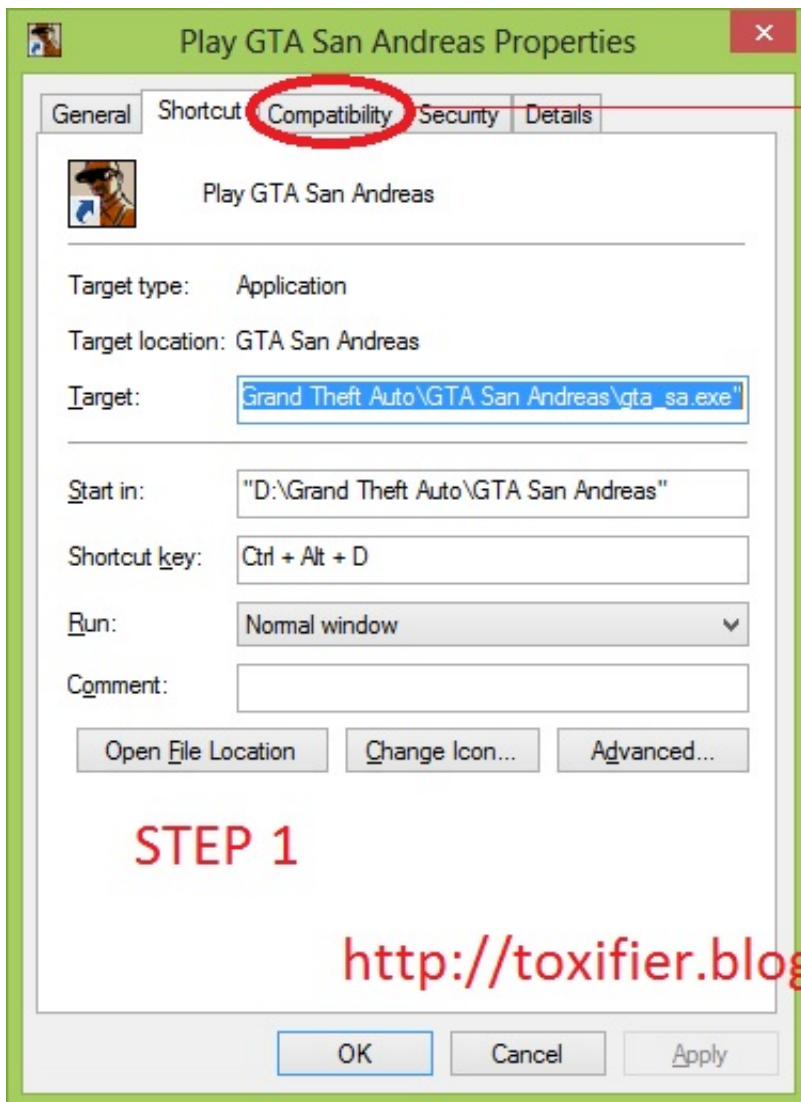 Play GTA San Andreas Properties
General Shortcut Compatibility Security Details
Play GTA San Andreas
Target type: Application
Target location: GTA San Andreas
Target: Grand Theft Auto\GTA San Andreas\gta_sa.exe"
Start in: "D:\Grand Theft Auto\GTA San Andreas"
Shortcut key: Ctrl + Alt + D
Run: Normal window
Comment:
Open File Location Change Icon... Advanced...
STEP 1
http://toxifier.blog
OK Cancel Apply